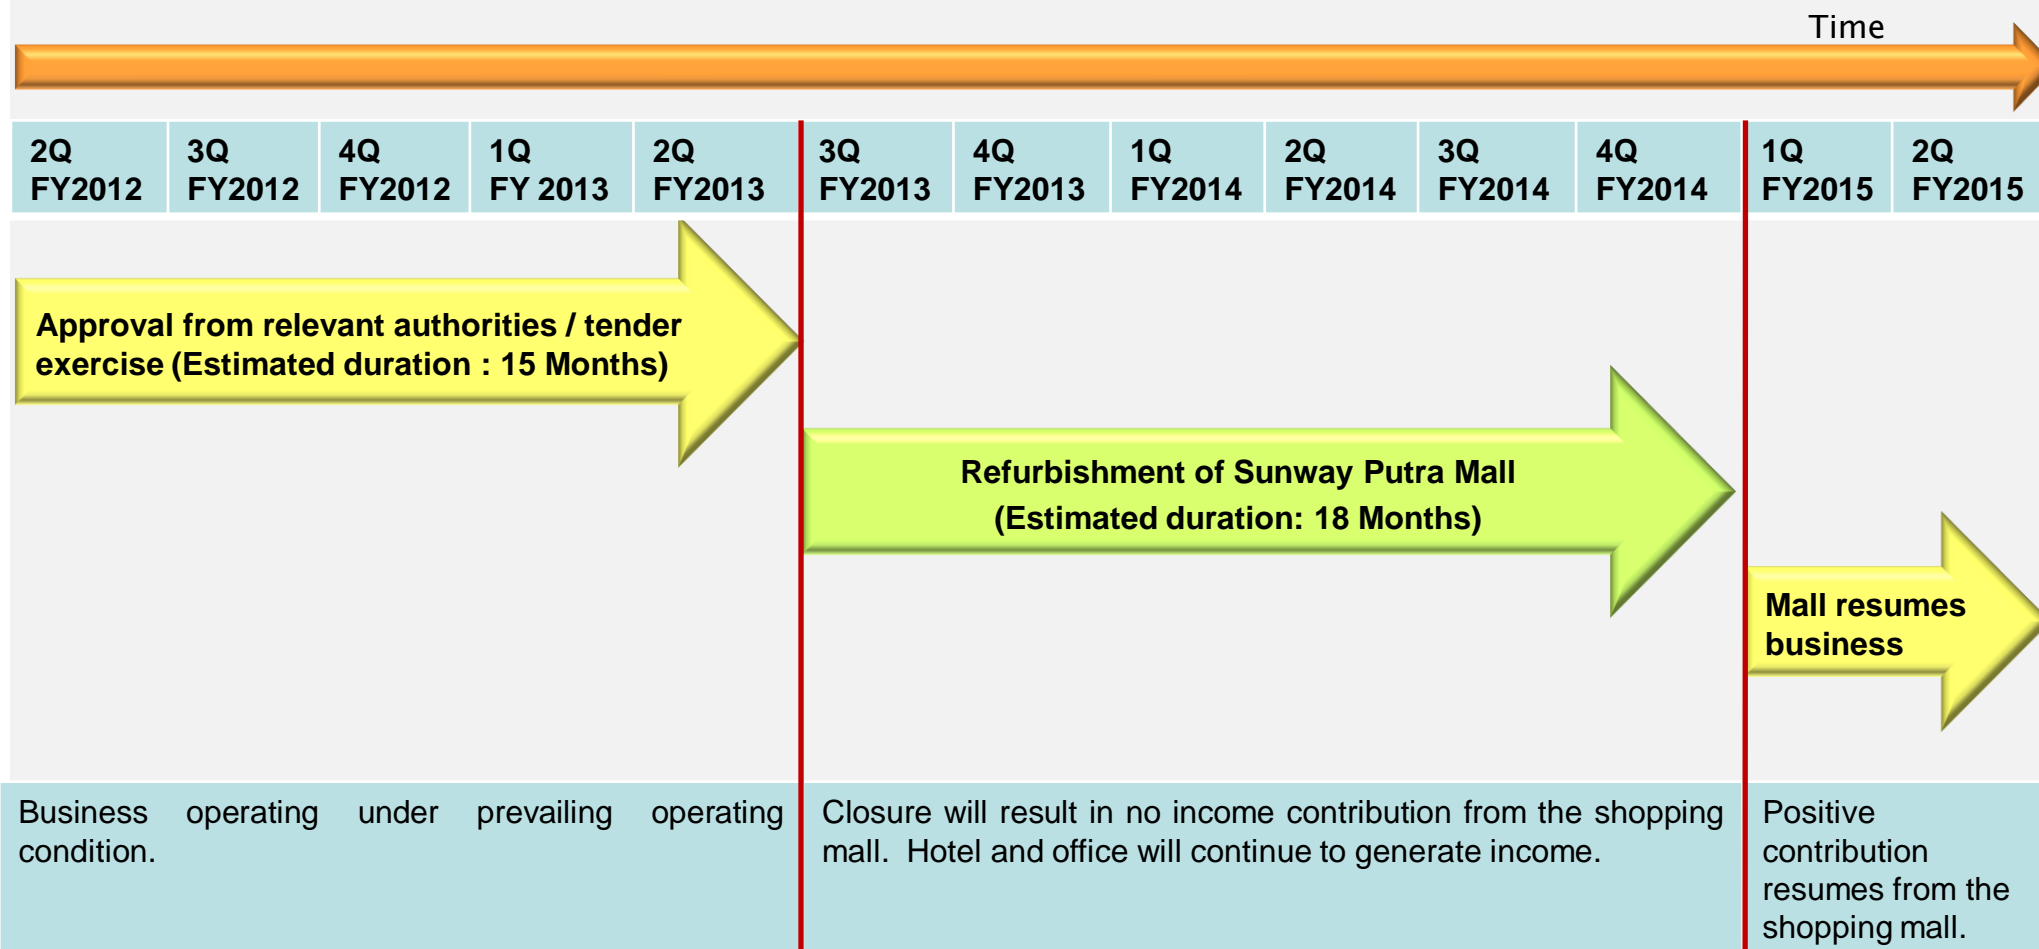 Time
2Q
FY2012
3Q
FY2012
4Q
FY2012
1Q
FY 2013
2Q
FY2013
3Q
FY2013
4Q
FY2013
1Q
FY2014
2Q
FY2014
3Q
FY2014
4Q
FY2014
1Q
FY2015
2Q
FY2015
Approval from relevant authorities / tender
exercise (Estimated duration : 15 Months)
Refurbishment of Sunway Putra Mall
(Estimated duration: 18 Months)
Mall resumes
business
Business operating under prevailing operating
condition.
Closure will result in no income contribution from the shopping
mall. Hotel and office will continue to generate income.
Positive
contribution
resumes from the
shopping mall.